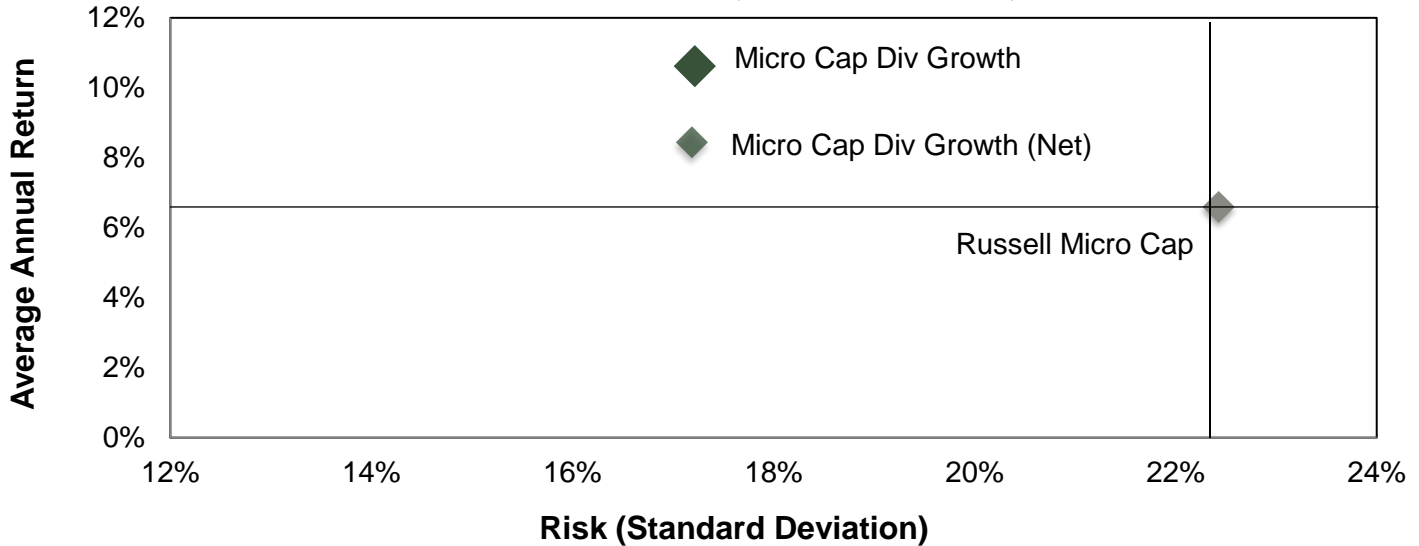 12%
10%
8%
6%
4%
2%
0%
Average Annual Return
Micro Cap Div Growth
Micro Cap Div Growth (Net)
Russell Micro Cap
12% 14% 16% 18% 20% 22% 24%
Risk (Standard Deviation)